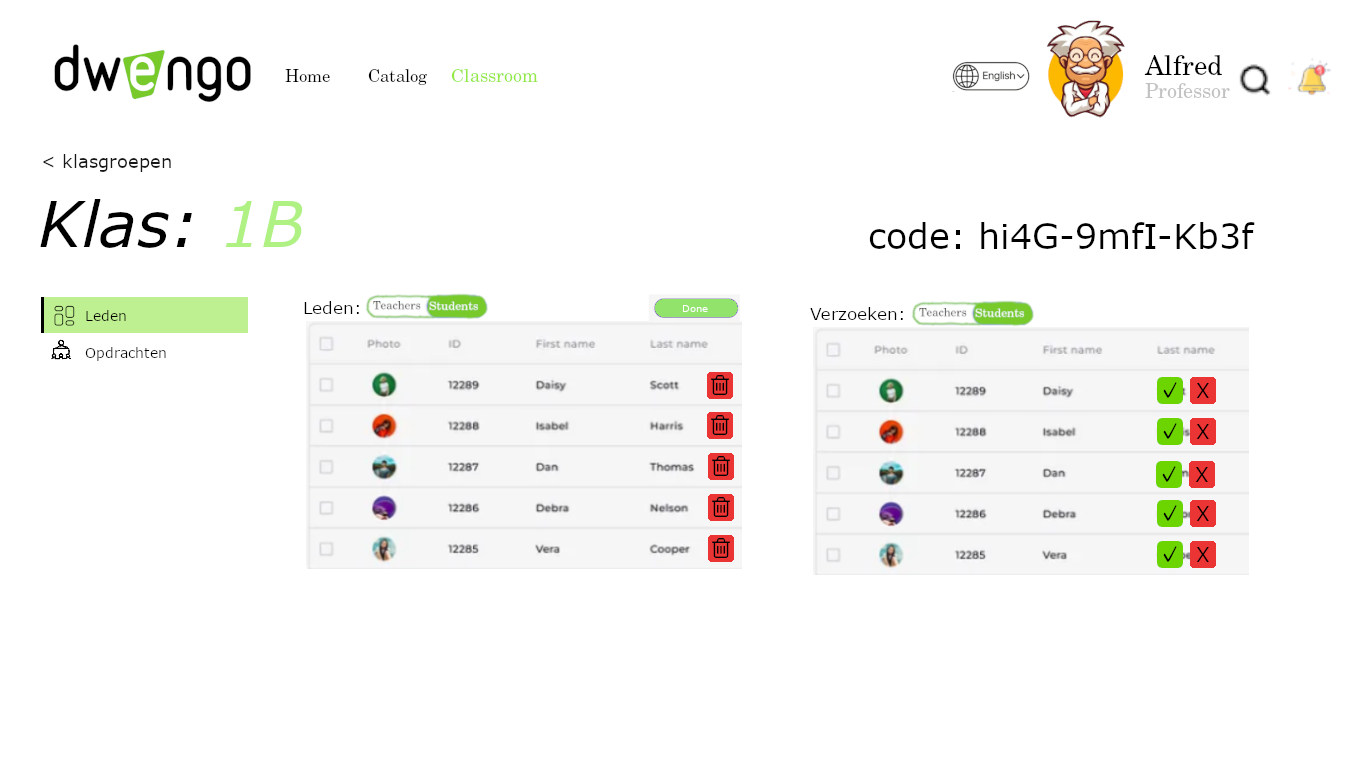 dwengo
Home Catalog Classroom
English
Alfred
Professor
1
< klasgroepen
Klas: 1B
code: hi4G-9mfI-Kb3f
Leden
Opdrachten
Leden: Teachers Students
Done
Photo ID First name Last name
12289 Daisy Scott
12288 Isabel Harris
12287 Dan Thomas
12286 Debra Nelson
12285 Vera Cooper
Verzoeken: Teachers Students
Photo ID First name Last name
12289 Daisy ✓ X
12288 Isabel ✓ X
12287 Dan ✓ X
12286 Debra ✓ X
12285 Vera ✓ X